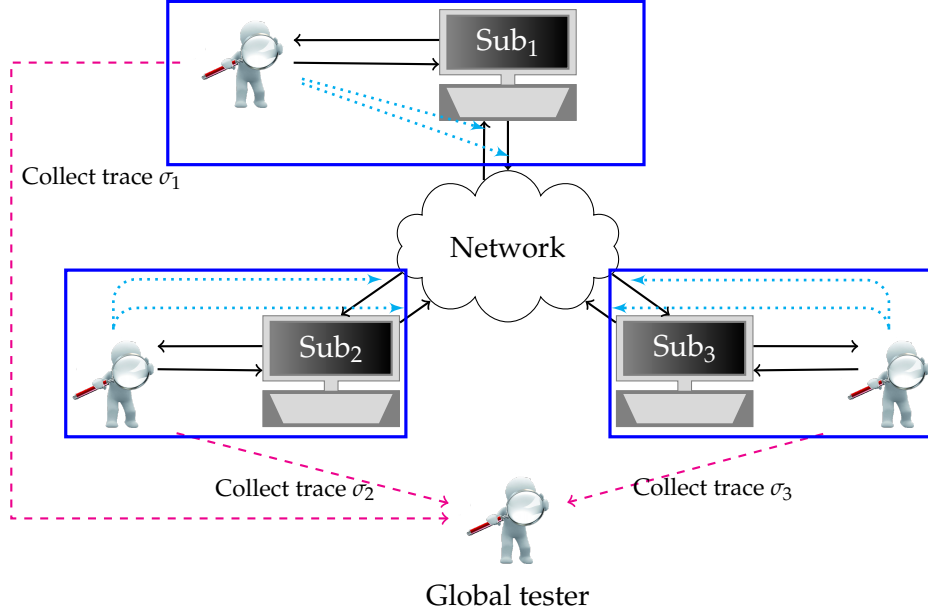 Sub₁
Collect trace σ₁
Network
Sub₂
Sub₃
Collect trace σ₂
Collect trace σ₃
Global tester